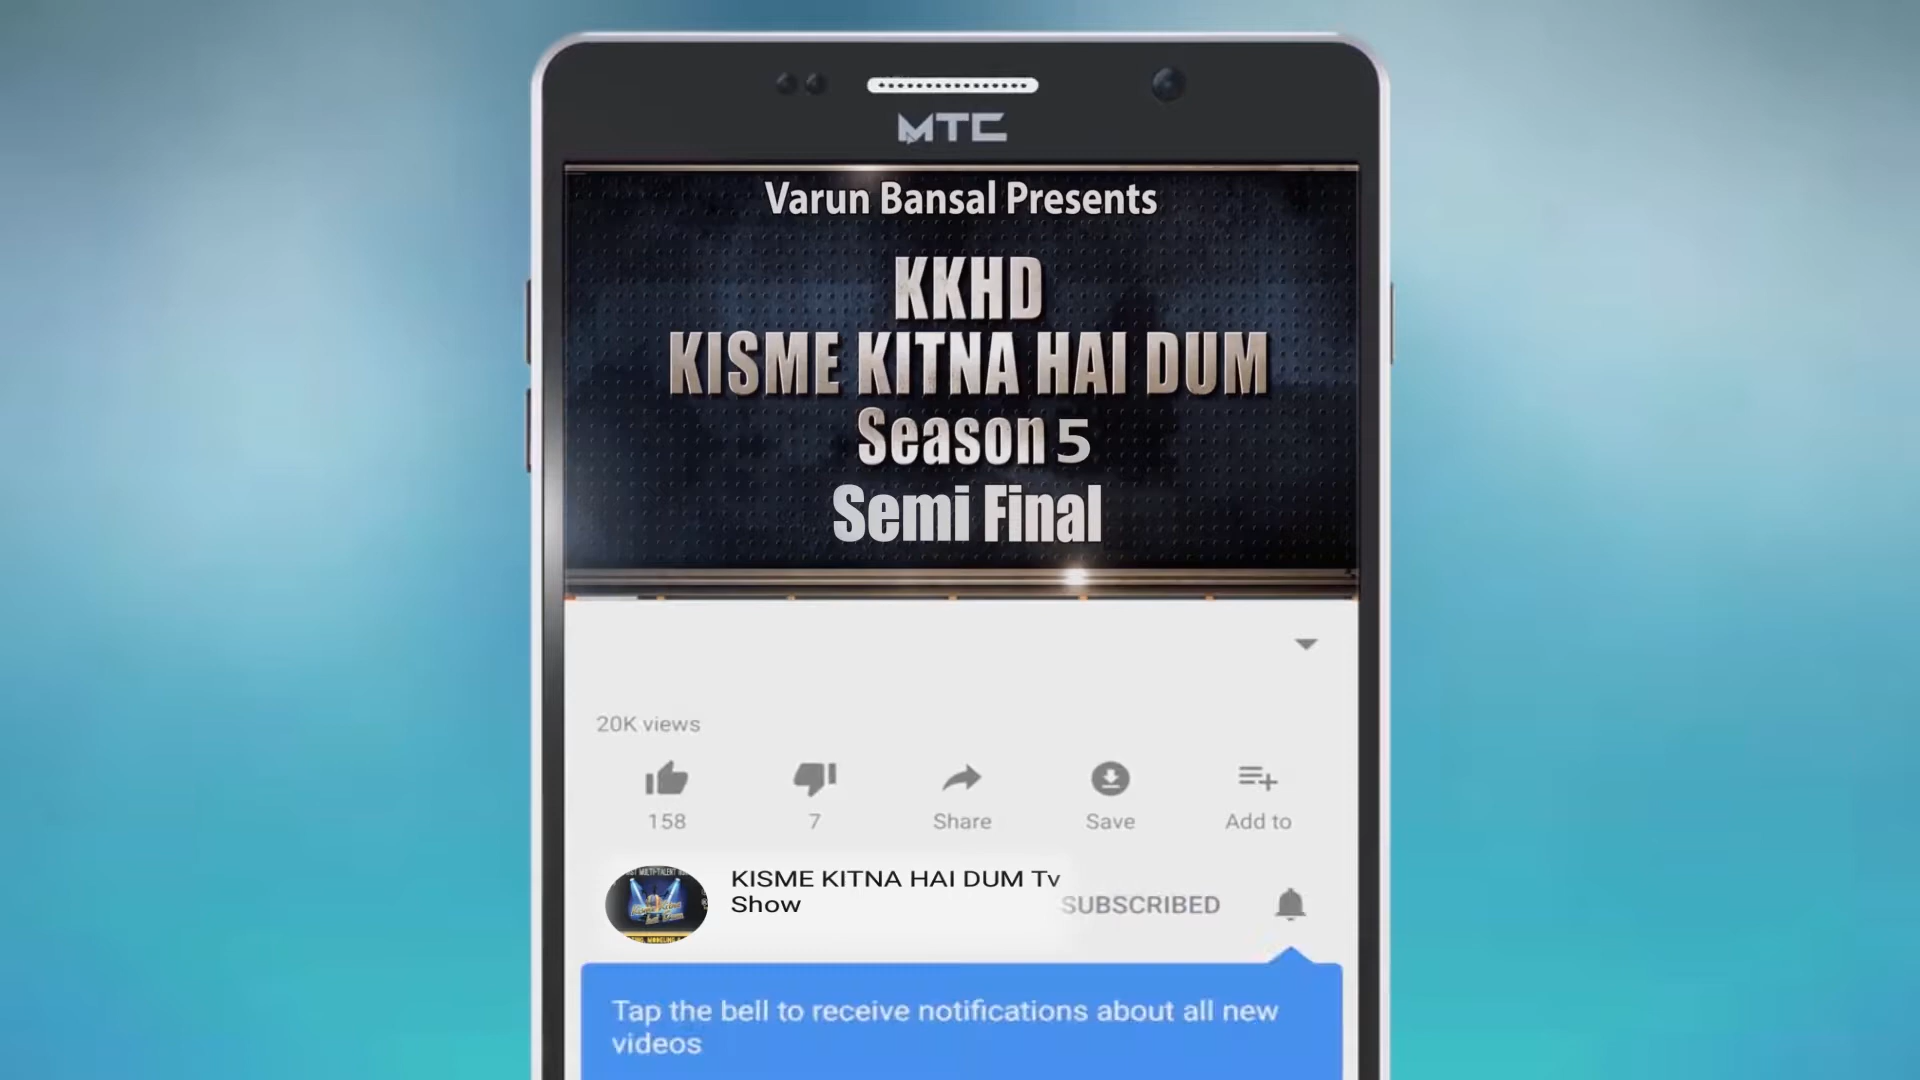 MTC
Varun Bansal Presents
KKHD
KISME KITNA HAI DUM
Season 5
Semi Final
20K views
158
7
Share
Save
Add to
KISME KITNA HAI DUM Tv
Show
SUBSCRIBED
Tap the bell to receive notifications about all new
videos